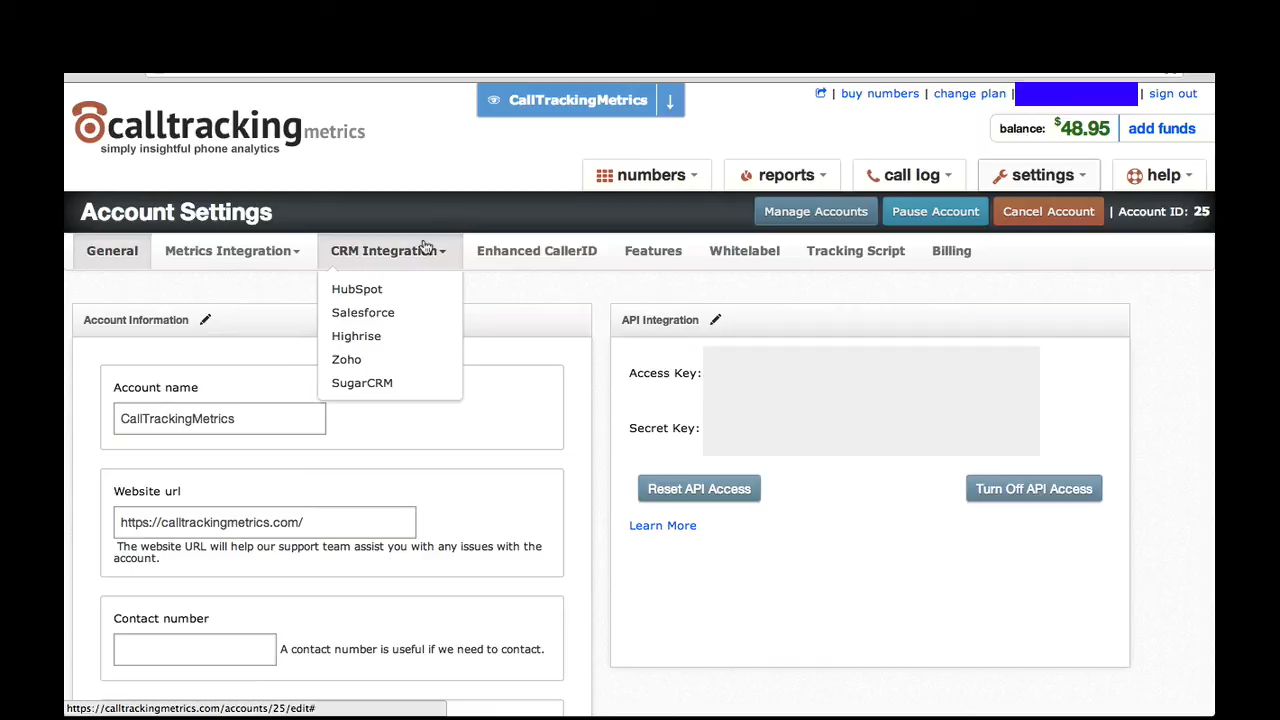 CallTrackingMetrics ↓
| buy numbers | change plan | | sign out
calltracking metrics
simply insightful phone analytics
balance: $48.95 add funds
numbers reports call log settings help
Account Settings
Manage Accounts Pause Account Cancel Account | Account ID: 25
General Metrics Integration CRM Integration Enhanced CallerID Features Whitelabel Tracking Script Billing
HubSpot
Salesforce
Highrise
Zoho
SugarCRM
Account Information
Account name
CallTrackingMetrics
Website url
https://calltrackingmetrics.com/
The website URL will help our support team assist you with any issues with the
account.
Contact number
A contact number is useful if we need to contact.
API Integration
Access Key:
Secret Key:
Reset API Access Turn Off API Access
Learn More
https://calltrackingmetrics.com/accounts/25/edit#